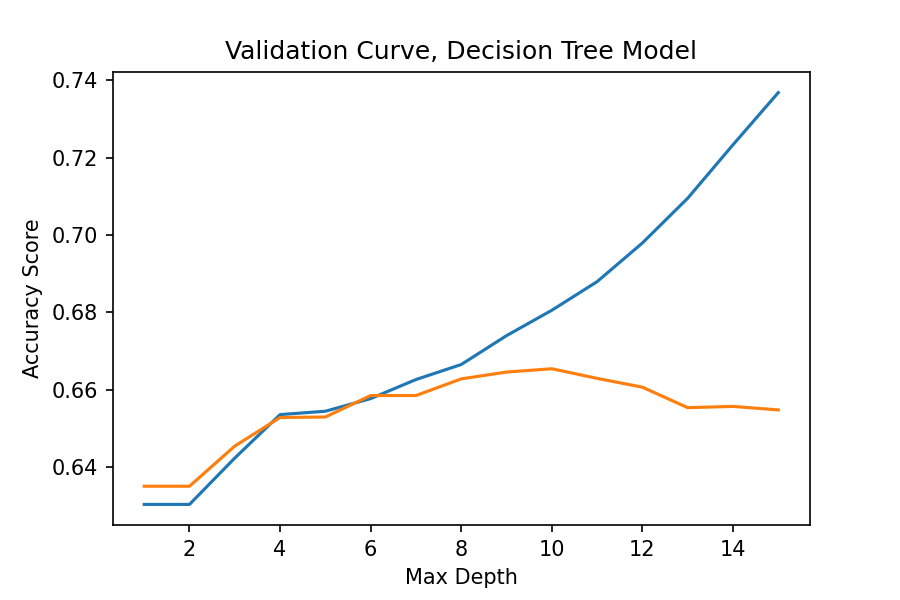 Validation Curve, Decision Tree Model
0.74
0.72
0.70
0.68
0.66
0.64
Accuracy Score
2 4 6 8 10 12 14
Max Depth